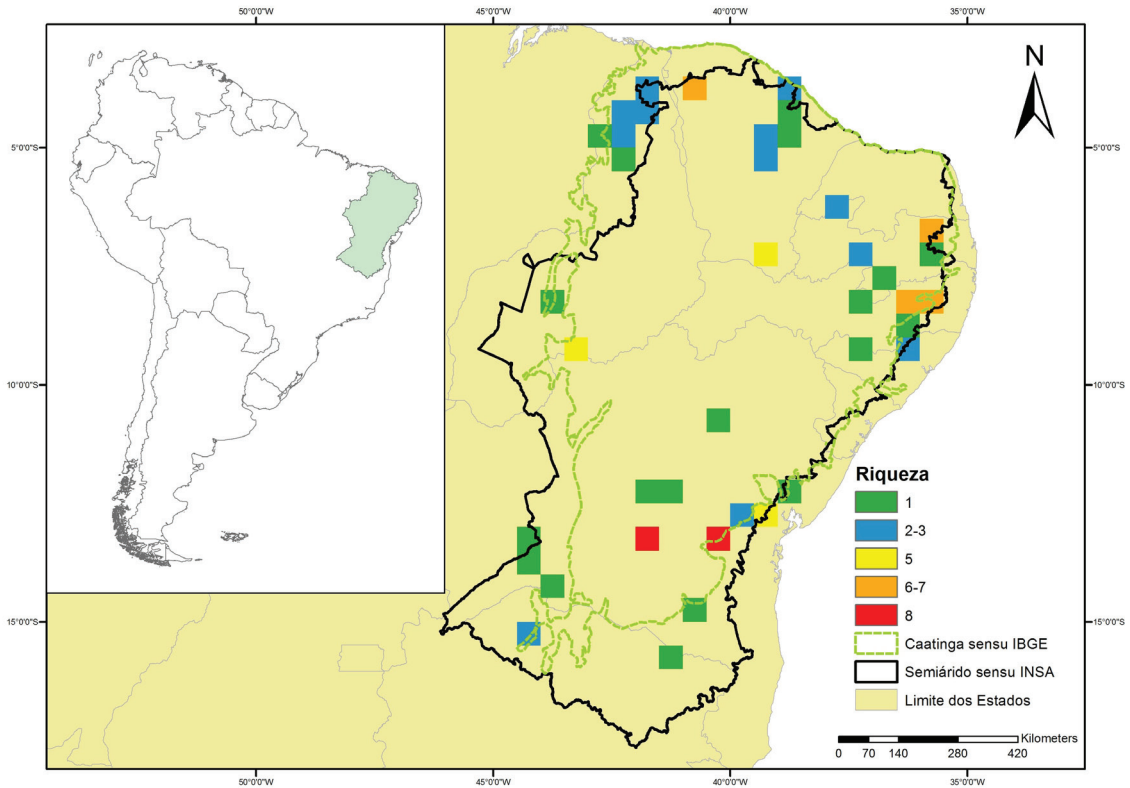 45°0'0"W 40°0'0"W 35°0'0"W
N
5°0'0"S 5°0'0"S
10°0'0"S 10°0'0"S
15°0'0"S 15°0'0"S
Riqueza
1
2-3
5
6-7
8
Caatinga sensu IBGE
Semiárido sensu INSA
Limite dos Estados
Kilometers
0 70 140 280 420
50°0'0"W 45°0'0"W 40°0'0"W 35°0'0"W